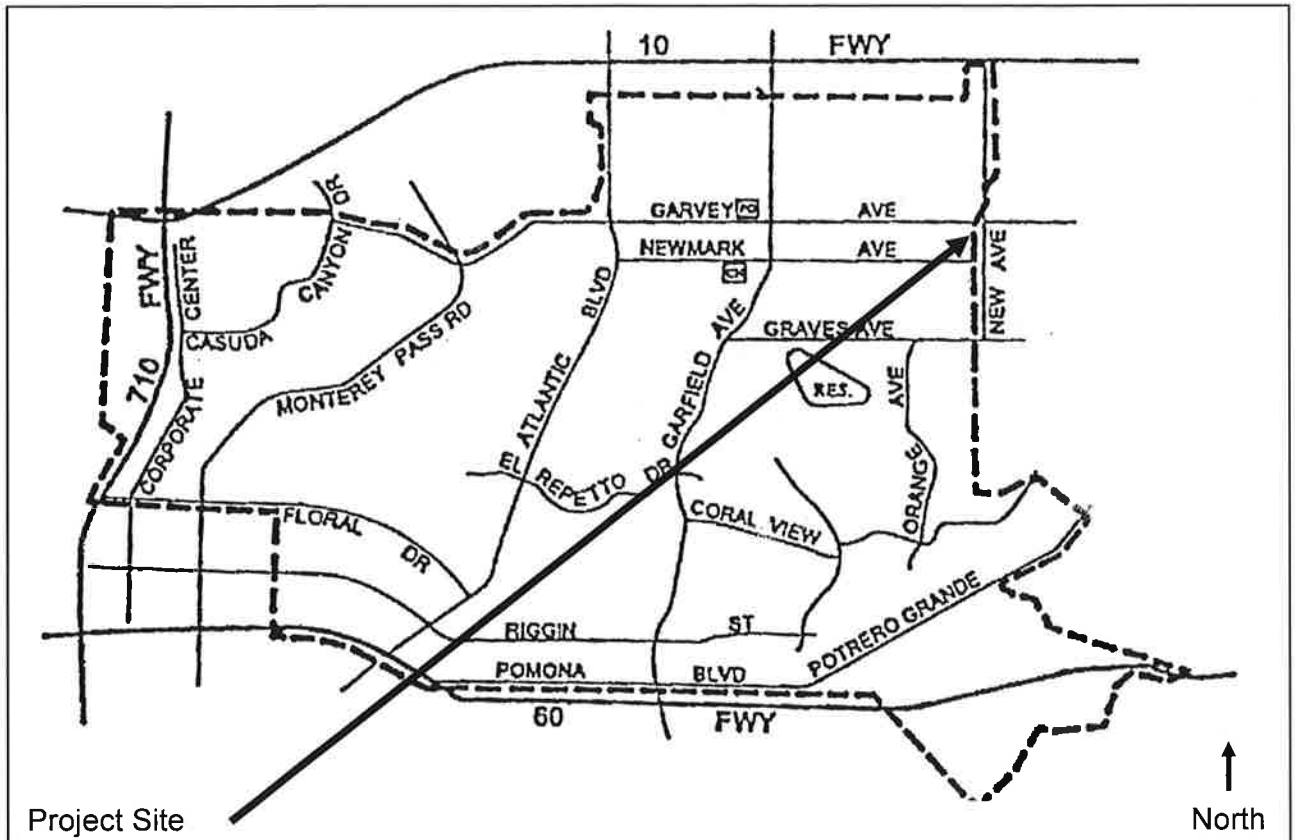 10 FWY
GARVEY PO AVE
NEWMARK AVE
CH
NEW AVE
GRAVES AVE
RES.
710 FWY
CORPORATE CENTER
CASUDA CANYON DR
MONTEREY PASS RD
ATLANTIC BLVD
GARFIELD AVE
ORANGE AVE
EL REPETTO DR
CORAL VIEW
FLORAL DR
RIGGIN ST
POTRERO GRANDE
POMONA BLVD
60 FWY
Project Site
North